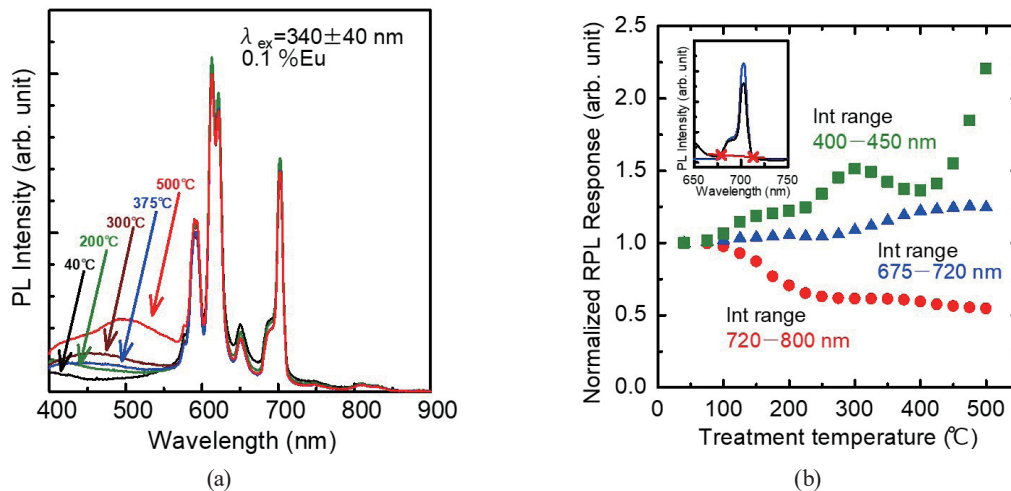 λ ex=340±40 nm
0.1 %Eu
500℃
375℃
300℃
200℃
40℃
PL Intensity (arb. unit)
400 500 600 700 800 900
Wavelength (nm)
(a)
Normalized RPL Response (arb. unit)
2.5
2.0
1.5
1.0
0.5
0.0
PL Intensity (arb. unit)
650 700 750
Wavelength (nm)
Int range
400−450 nm
Int range
675−720 nm
Int range
720−800 nm
0 100 200 300 400 500
Treatment temperature (℃)
(b)